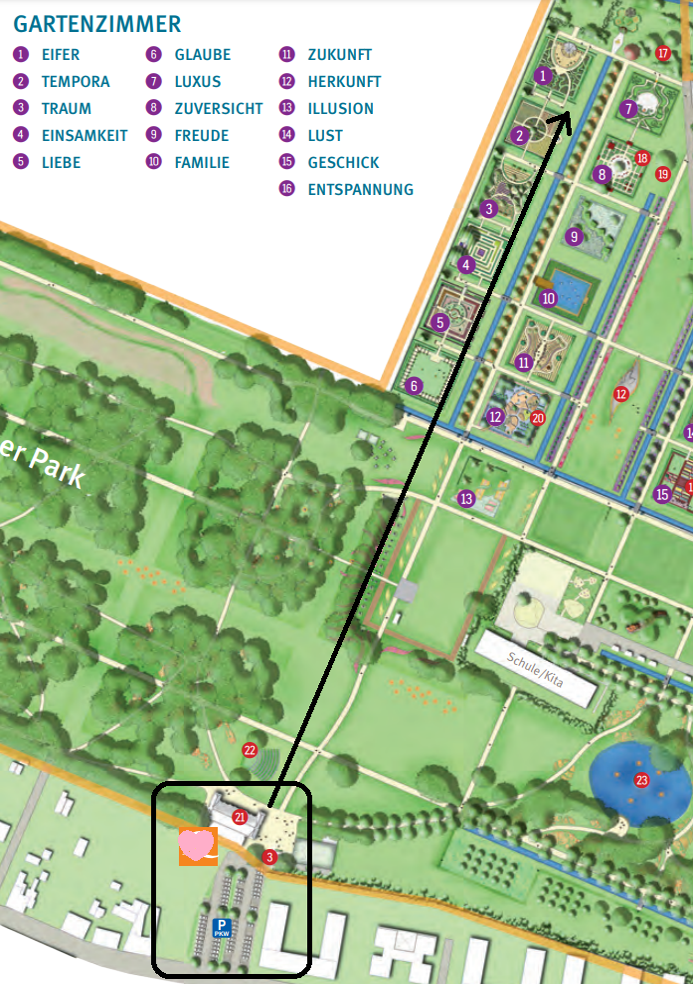 GARTENZIMMER
1 EIFER
2 TEMPORA
3 TRAUM
4 EINSAMKEIT
5 LIEBE
6 GLAUBE
7 LUXUS
8 ZUVERSICHT
9 FREUDE
10 FAMILIE
11 ZUKUNFT
12 HERKUNFT
13 ILLUSION
14 LUST
15 GESCHICK
16 ENTSPANNUNG
17
1
7
2
18
8
19
3
9
4
10
5
11
6
12
12
20
er Park
13
15
Schule/Kita
22
23
21
3
P
PKW